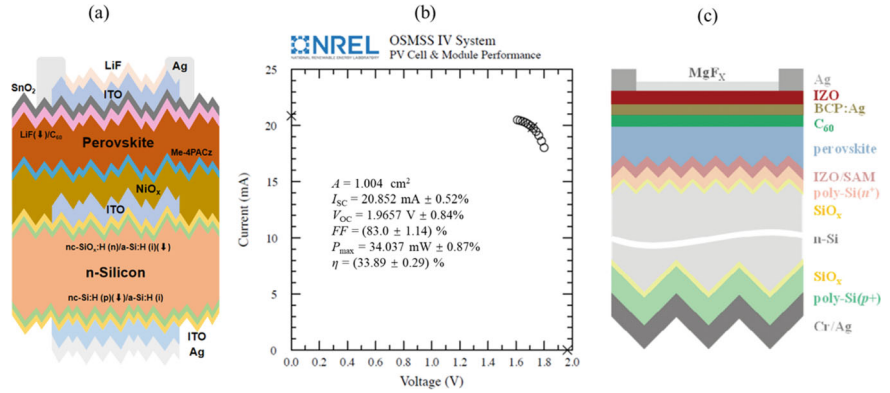 (a)
LiF
Ag
SnO₂
ITO
LiF(⬇)/C₆₀
Perovskite
Me-4PACz
NiOₓ
ITO
nc-SiOₓ:H (n)/a-Si:H (i)(⬇)
n-Silicon
nc-Si:H (p)(⬇)/a-Si:H (i)
ITO
Ag
(b)
NREL
NATIONAL RENEWABLE ENERGY LABORATORY
OSMSS IV System
PV Cell & Module Performance
25
20
15
10
5
0
Current (mA)
A = 1.004 cm²
I_SC = 20.852 mA ± 0.52%
V_OC = 1.9657 V ± 0.84%
FF = (83.0 ± 1.14) %
P_max = 34.037 mW ± 0.87%
η = (33.89 ± 0.29) %
0.0 0.2 0.4 0.6 0.8 1.0 1.2 1.4 1.6 1.8 2.0
Voltage (V)
(c)
MgFₓ
Ag
IZO
BCP:Ag
C₆₀
perovskite
IZO/SAM
poly-Si(n⁺)
SiOₓ
n-Si
SiOₓ
poly-Si(p+)
Cr/Ag